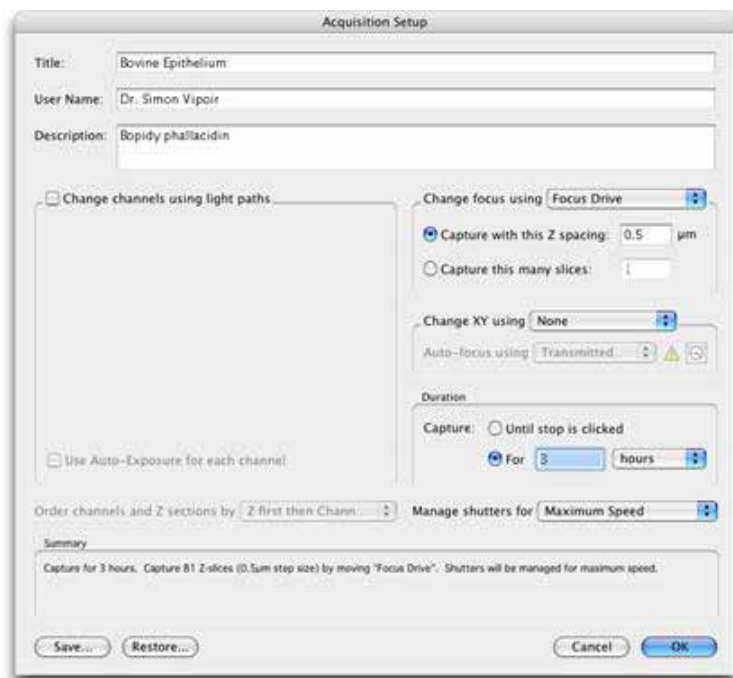 Acquisition Setup
Title: Bovine Epithelium
User Name: Dr. Simon Vipoir
Description: Bopidy phallacidin
Change channels using light paths
Change focus using Focus Drive
Capture with this Z spacing: 0.5 µm
Capture this many slices: 1
Change XY using None
Auto-focus using Transmitted...
Duration
Capture: Until stop is clicked
For 3 hours
Use Auto-Exposure for each channel
Order channels and Z sections by Z first then Chann...
Manage shutters for Maximum Speed
Summary
Capture for 3 hours. Capture 81 Z-slices (0.5µm step size) by moving "Focus Drive". Shutters will be managed for maximum speed.
Save... Restore... Cancel OK